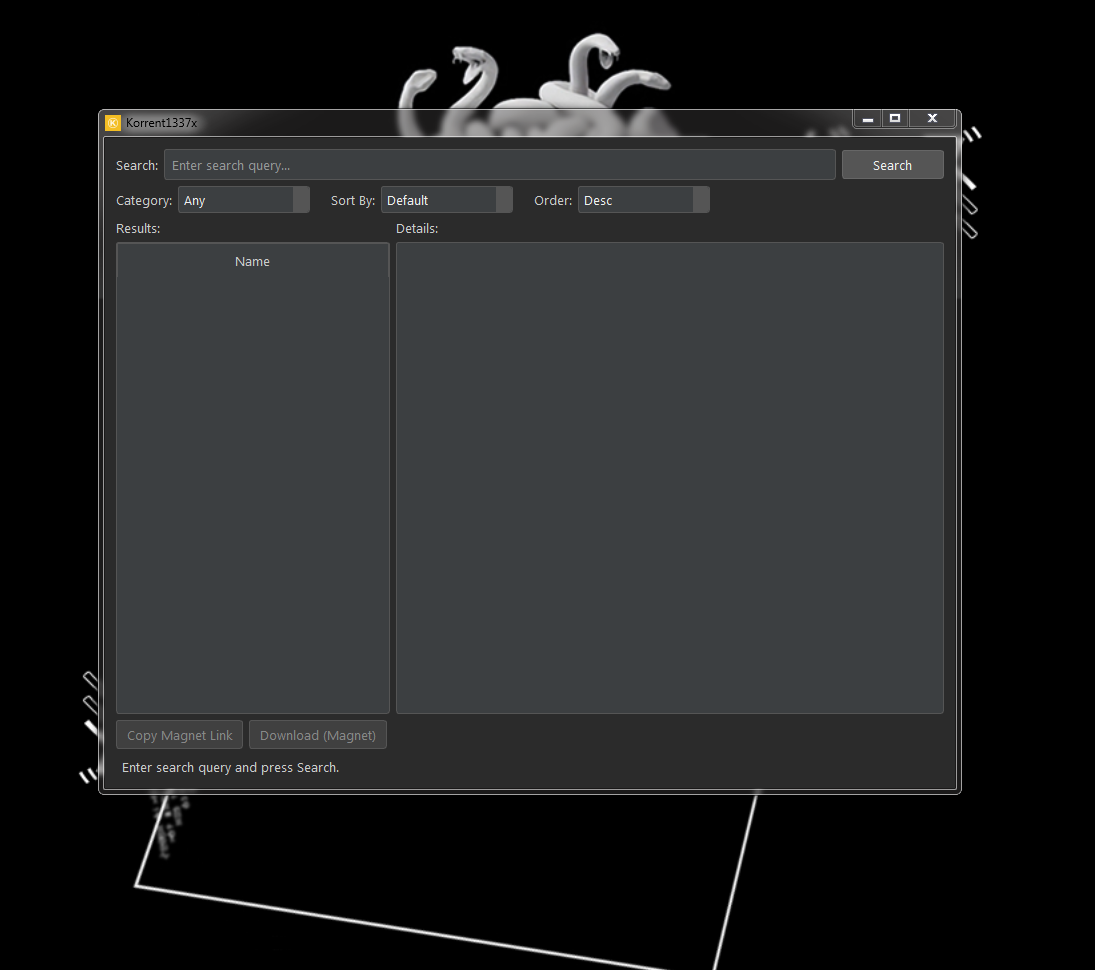 Korrent1337x
Search: Enter search query... Search
Category: Any Sort By: Default Order: Desc
Results: Details:
Name
Copy Magnet Link Download (Magnet)
Enter search query and press Search.